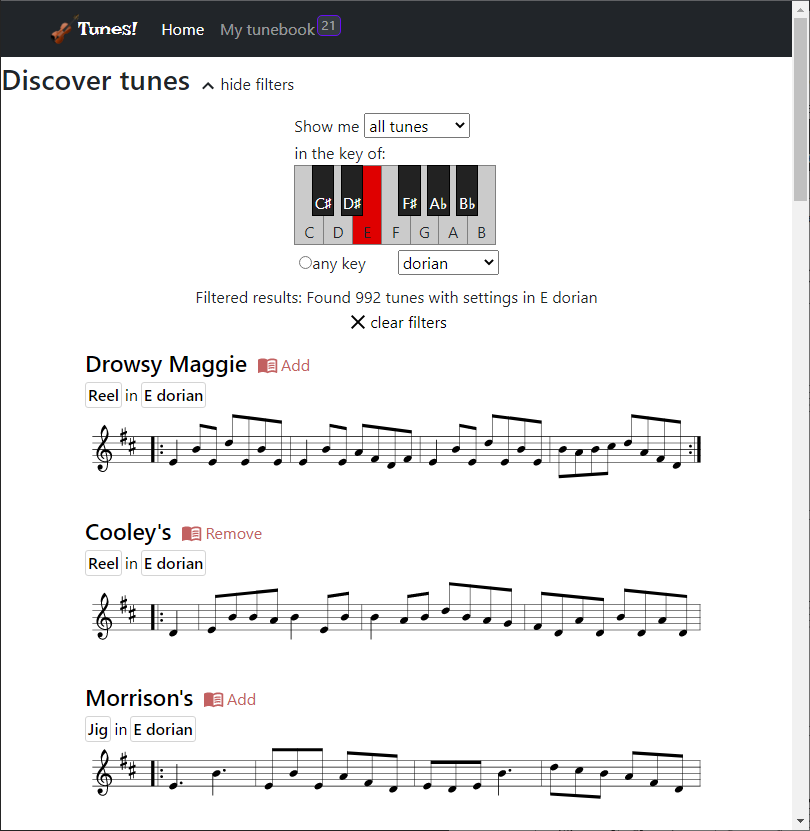 Tunes! Home My tunebook 21
Discover tunes hide filters
Show me all tunes
in the key of:
C♯ D♯ F♯ A♭ B♭
C D E F G A B
any key dorian
Filtered results: Found 992 tunes with settings in E dorian
clear filters
Drowsy Maggie Add
Reel in E dorian
Cooley's Remove
Reel in E dorian
Morrison's Add
Jig in E dorian